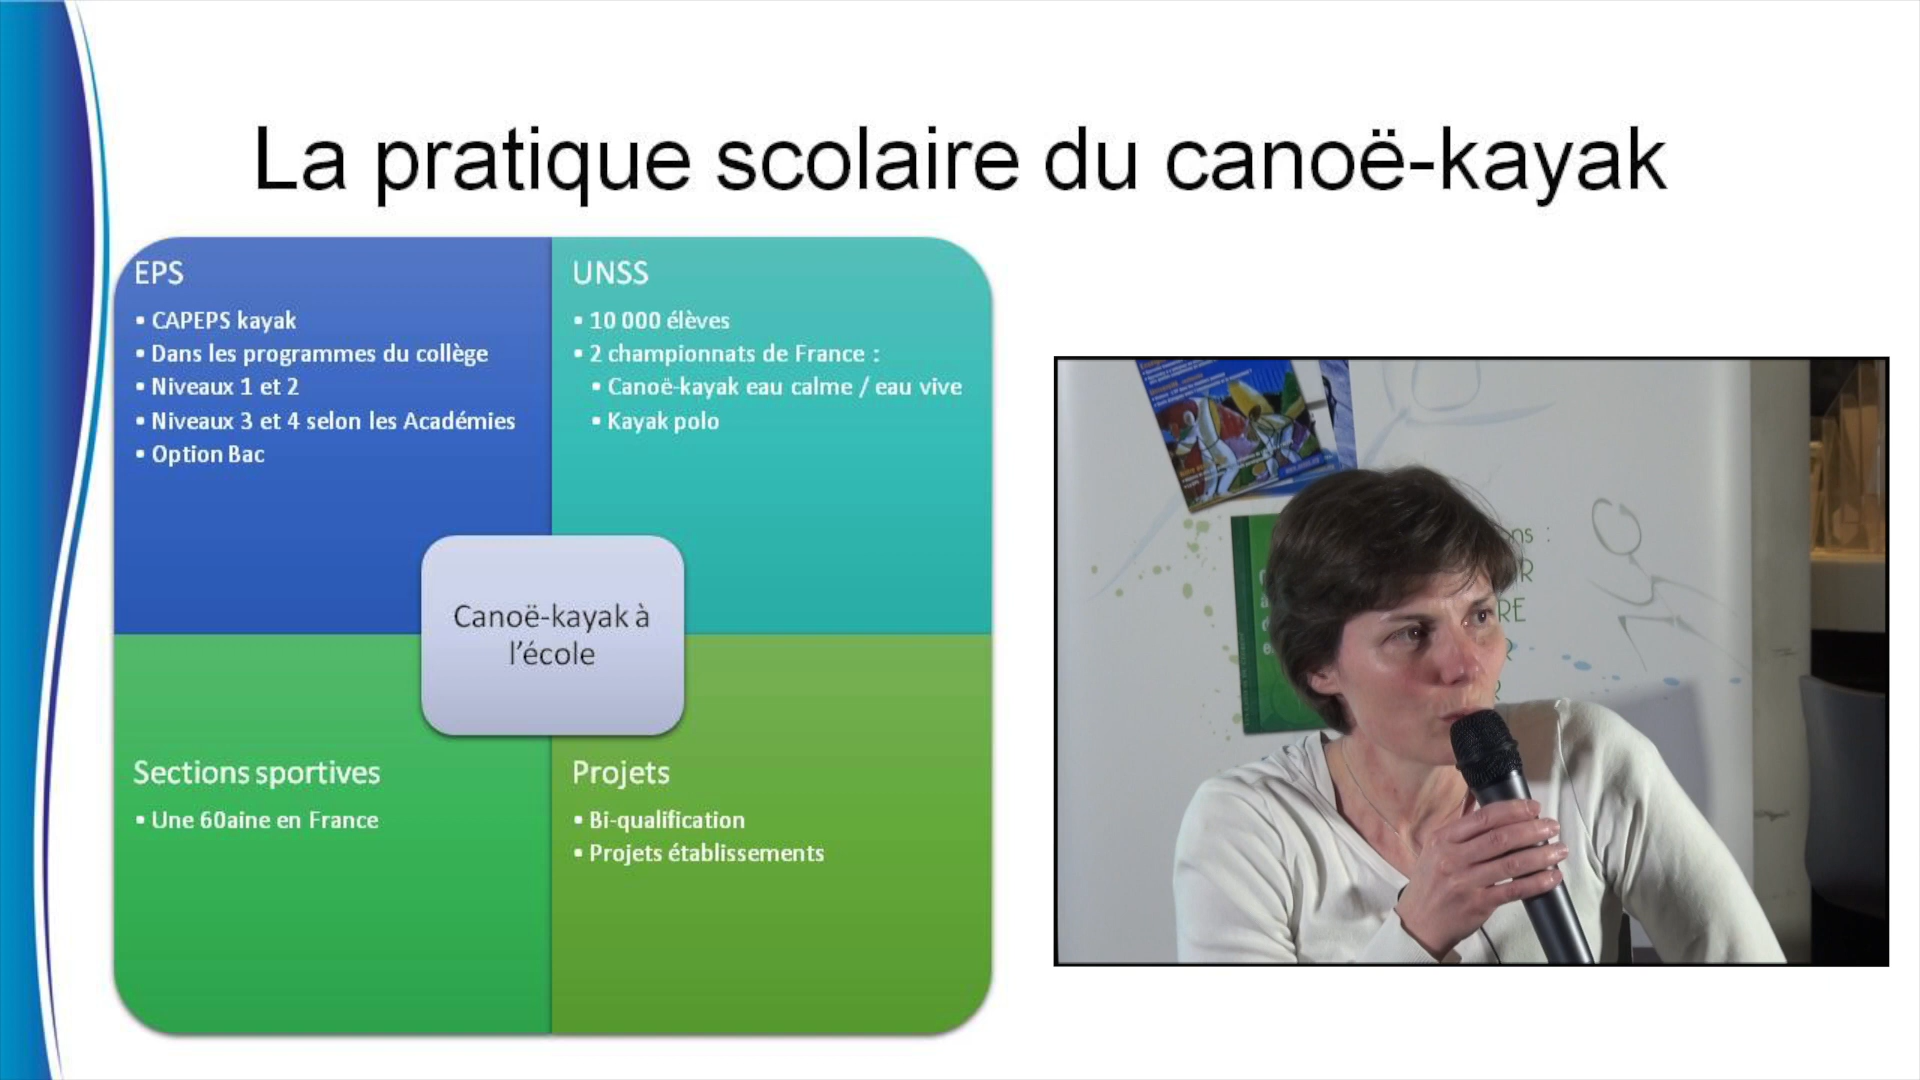 La pratique scolaire du canoë-kayak
EPS
• CAPEPS kayak
• Dans les programmes du collège
• Niveaux 1 et 2
• Niveaux 3 et 4 selon les Académies
• Option Bac
UNSS
• 10 000 élèves
• 2 championnats de France :
• Canoë-kayak eau calme / eau vive
• Kayak polo
Canoë-kayak à
l'école
Sections sportives
• Une 60aine en France
Projets
• Bi-qualification
• Projets établissements